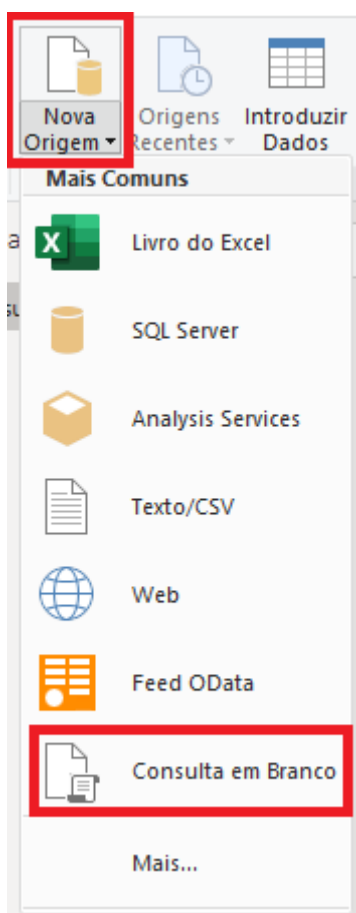 Nova
Origem
Origens
Recentes
Introduzir
Dados
Mais Comuns
Livro do Excel
SQL Server
Analysis Services
Texto/CSV
Web
Feed OData
Consulta em Branco
Mais...